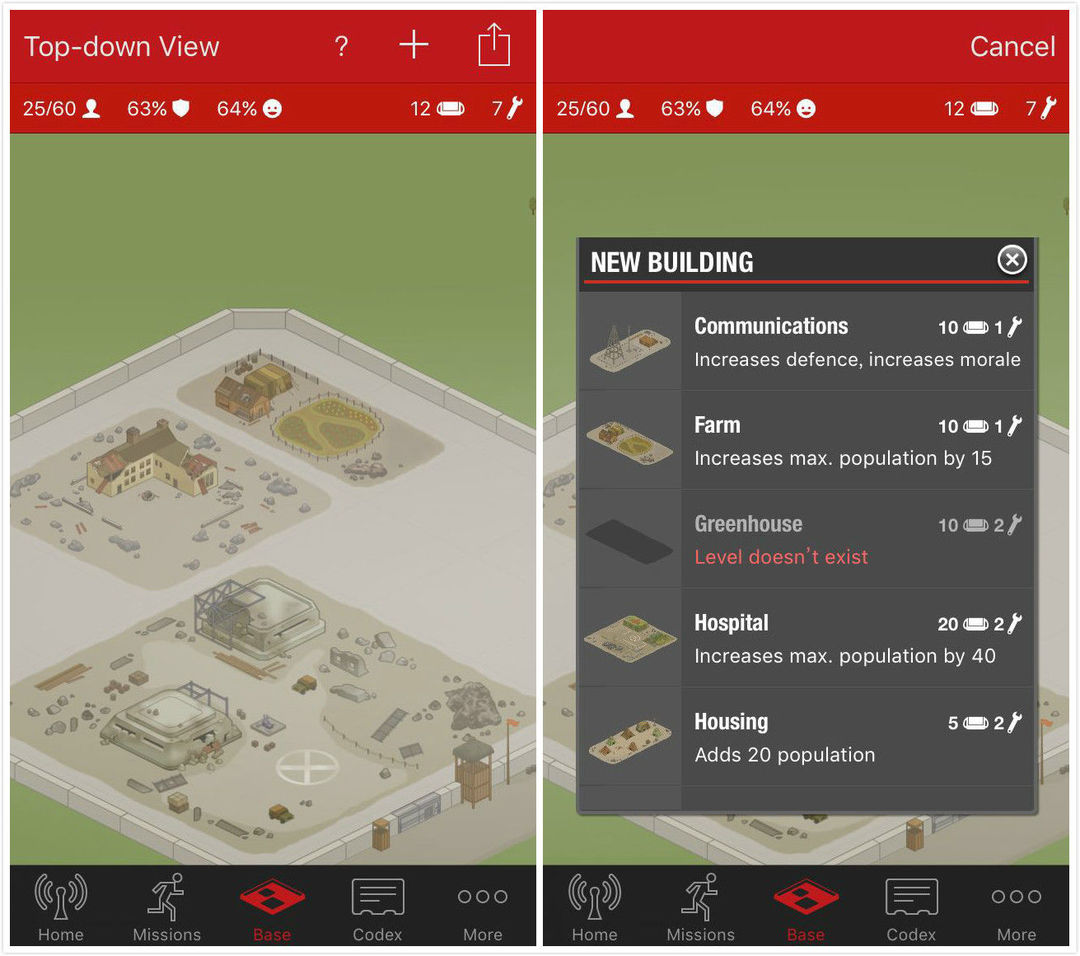 Top-down View ?
25/60 63% 64% 12 7
Home Missions Base Codex More
Cancel
25/60 63% 64% 12 7
NEW BUILDING
Communications 10 1
Increases defence, increases morale
Farm 10 1
Increases max. population by 15
Greenhouse 10 2
Level doesn't exist
Hospital 20 2
Increases max. population by 40
Housing 5 2
Adds 20 population
Home Missions Base Codex More